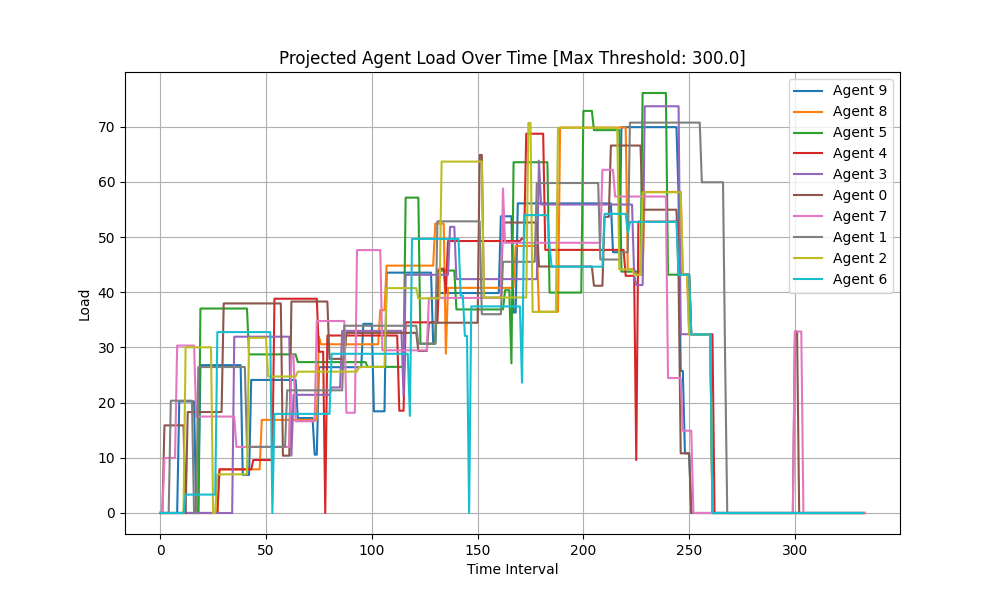 Projected Agent Load Over Time [Max Threshold: 300.0]
Load
70
60
50
40
30
20
10
0
0 50 100 150 200 250 300
Time Interval
Agent 9
Agent 8
Agent 5
Agent 4
Agent 3
Agent 0
Agent 7
Agent 1
Agent 2
Agent 6